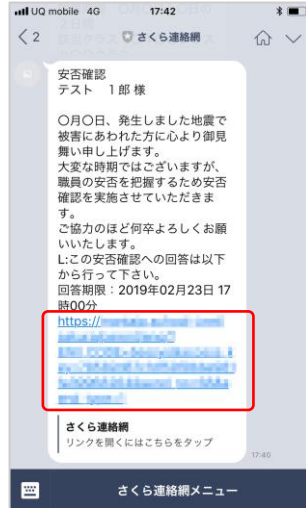 UQ mobile 4G 17:42
2 さくら連絡網
安否確認
テスト　1郎 様
〇月〇日、発生しました地震で
被害にあわれた方に心より御見
舞い申し上げます。
大変な時期ではございますが、
職員の安否を把握するため安否
確認を実施させていただきま
す。
ご協力のほど何卒よろしくお願
いいたします。
L:この安否確認への回答は以下
から行って下さい。
回答期限：2019年02月23日 17
時00分
https://
さくら連絡網
リンクを開くにはこちらをタップ
17:40
さくら連絡網メニュー